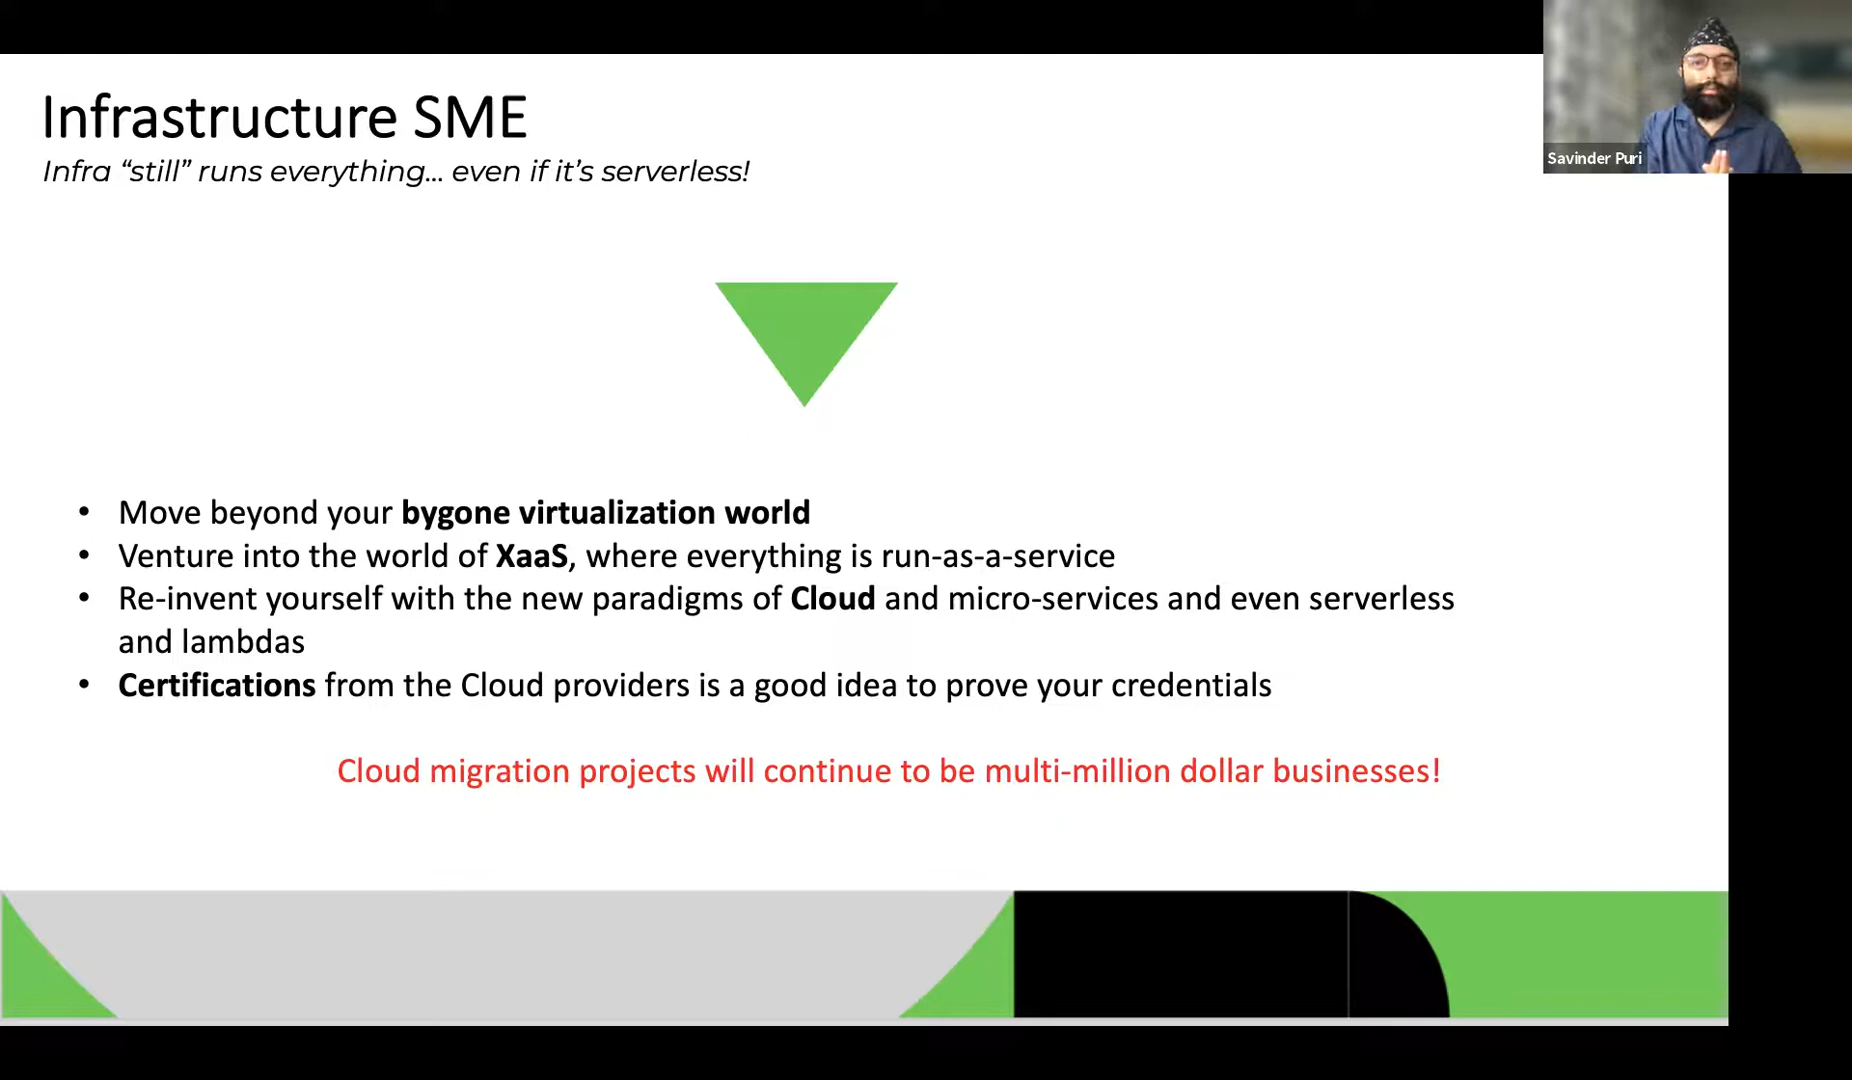 Infrastructure SME
Infra “still” runs everything... even if it’s serverless!
Savinder Puri
• Move beyond your bygone virtualization world
• Venture into the world of XaaS, where everything is run-as-a-service
• Re-invent yourself with the new paradigms of Cloud and micro-services and even serverless
and lambdas
• Certifications from the Cloud providers is a good idea to prove your credentials
Cloud migration projects will continue to be multi-million dollar businesses!